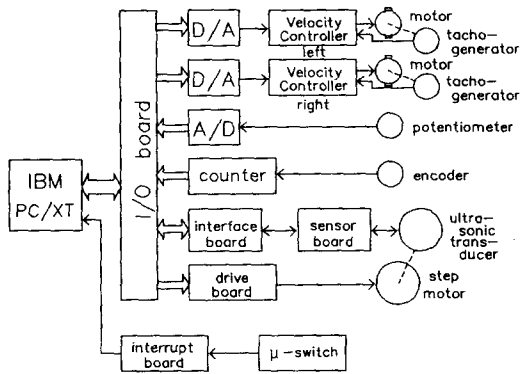 D/A
Velocity
Controller
left
motor
tacho-
generator
D/A
Velocity
Controller
right
motor
tacho-
generator
A/D
potentiometer
counter
encoder
I/O board
IBM
PC/XT
interface
board
sensor
board
ultra-
sonic
trans-
ducer
drive
board
step
motor
interrupt
board
μ-switch